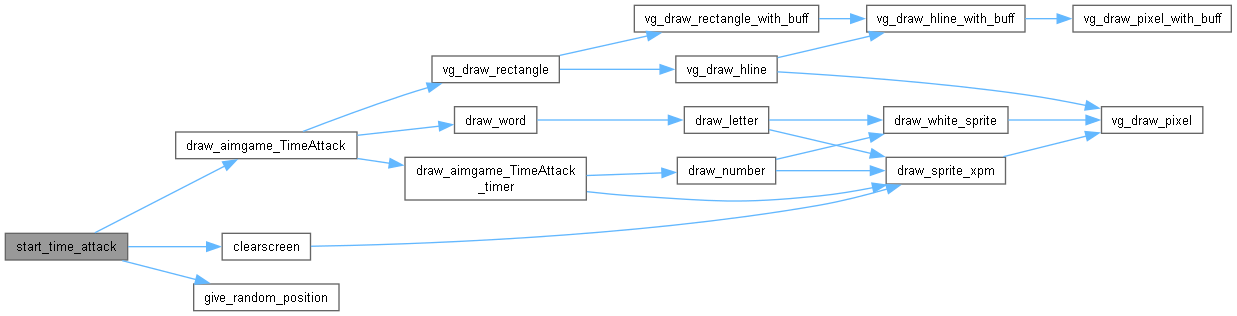 vg_draw_rectangle_with_buff
vg_draw_hline_with_buff
vg_draw_pixel_with_buff
vg_draw_rectangle
vg_draw_hline
draw_word
draw_letter
draw_white_sprite
vg_draw_pixel
draw_aimgame_TimeAttack
draw_aimgame_TimeAttack
_timer
draw_number
draw_sprite_xpm
start_time_attack
clearscreen
give_random_position